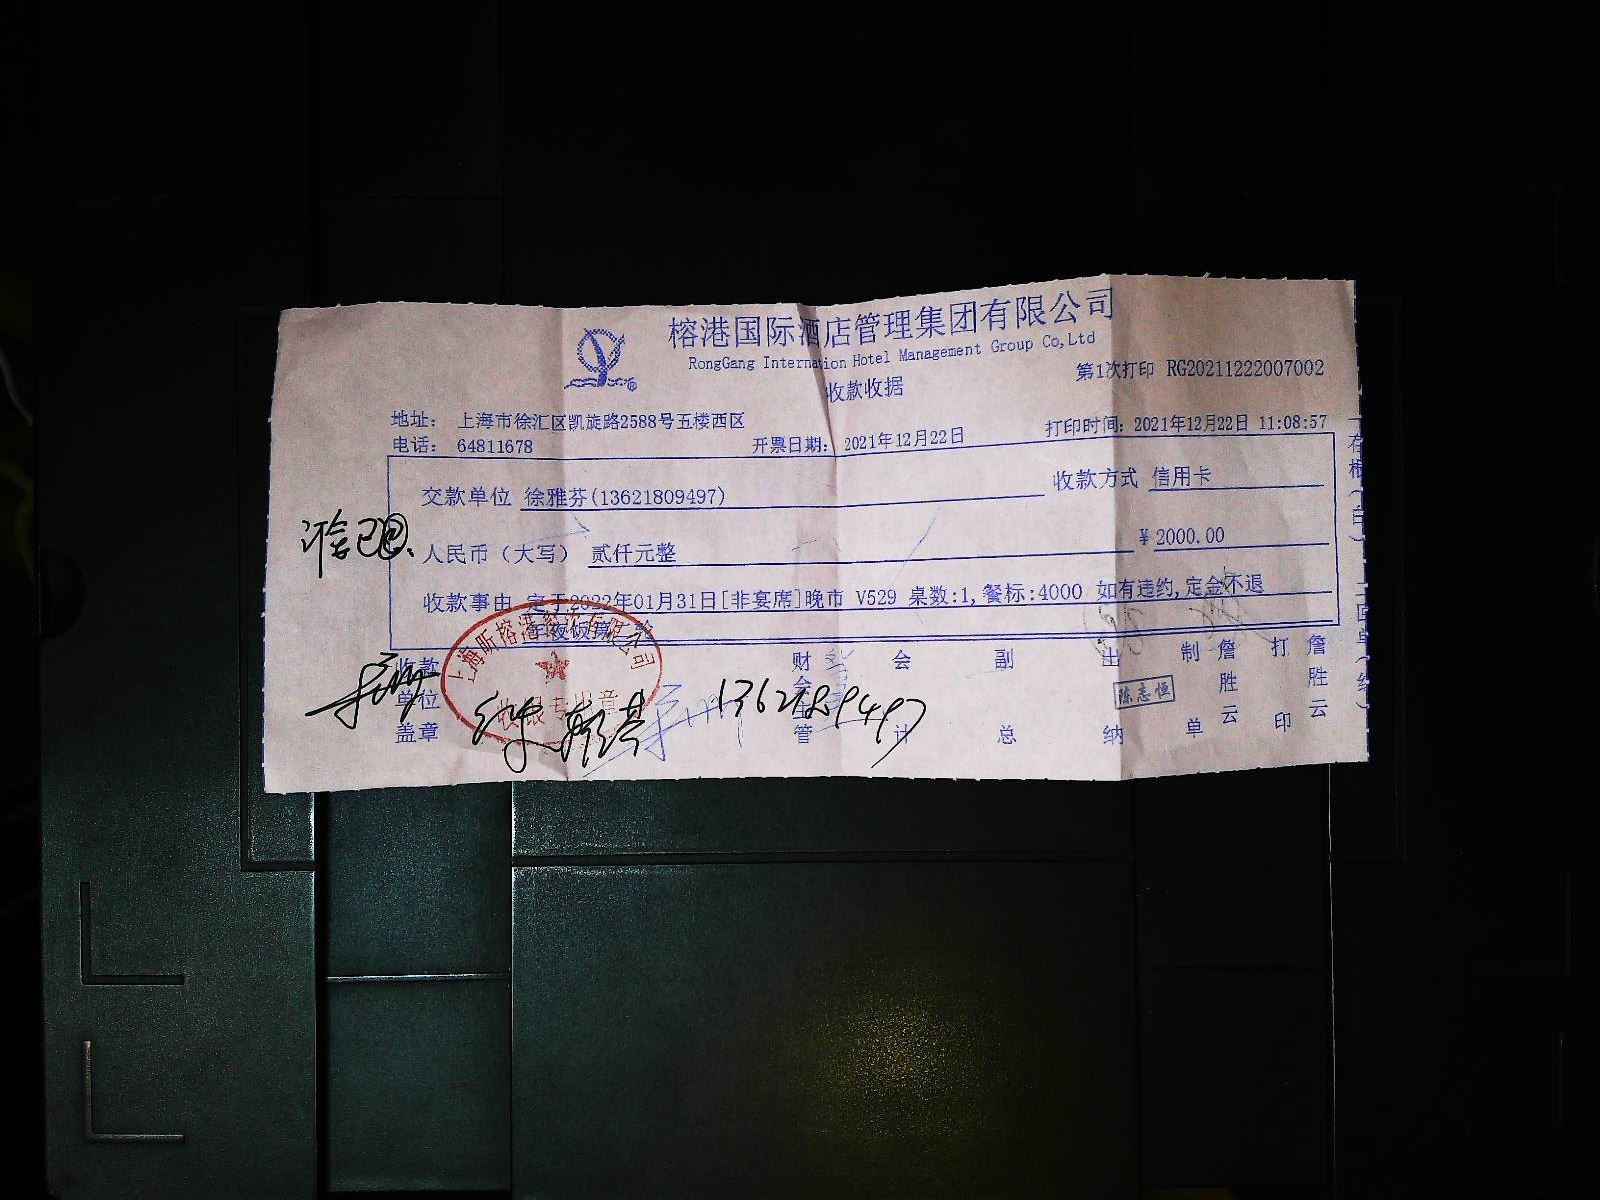 榕港国际酒店管理集团有限公司
RongGang Internation Hotel Management Group Co,Ltd
收款收据
第1次打印 RG20211222007002
地址： 上海市徐汇区凯旋路2588号五楼西区
电话： 64811678 开票日期： 2021年12月22日 打印时间： 2021年12月22日 11:08:57
交款单位 徐雅芬(13621809497) 收款方式 信用卡
人民币（大写） 贰仟元整 ¥ 2000.00
收款事由 定于2022年01月31日[非宴席]晚市 V529 桌数:1,餐标:4000 如有违约,定金不退
年夜饭第一
收款单位盖章 财会主管 会计 副总 出纳 制单 詹胜云 打印 詹胜云
陈志恒
13621809497